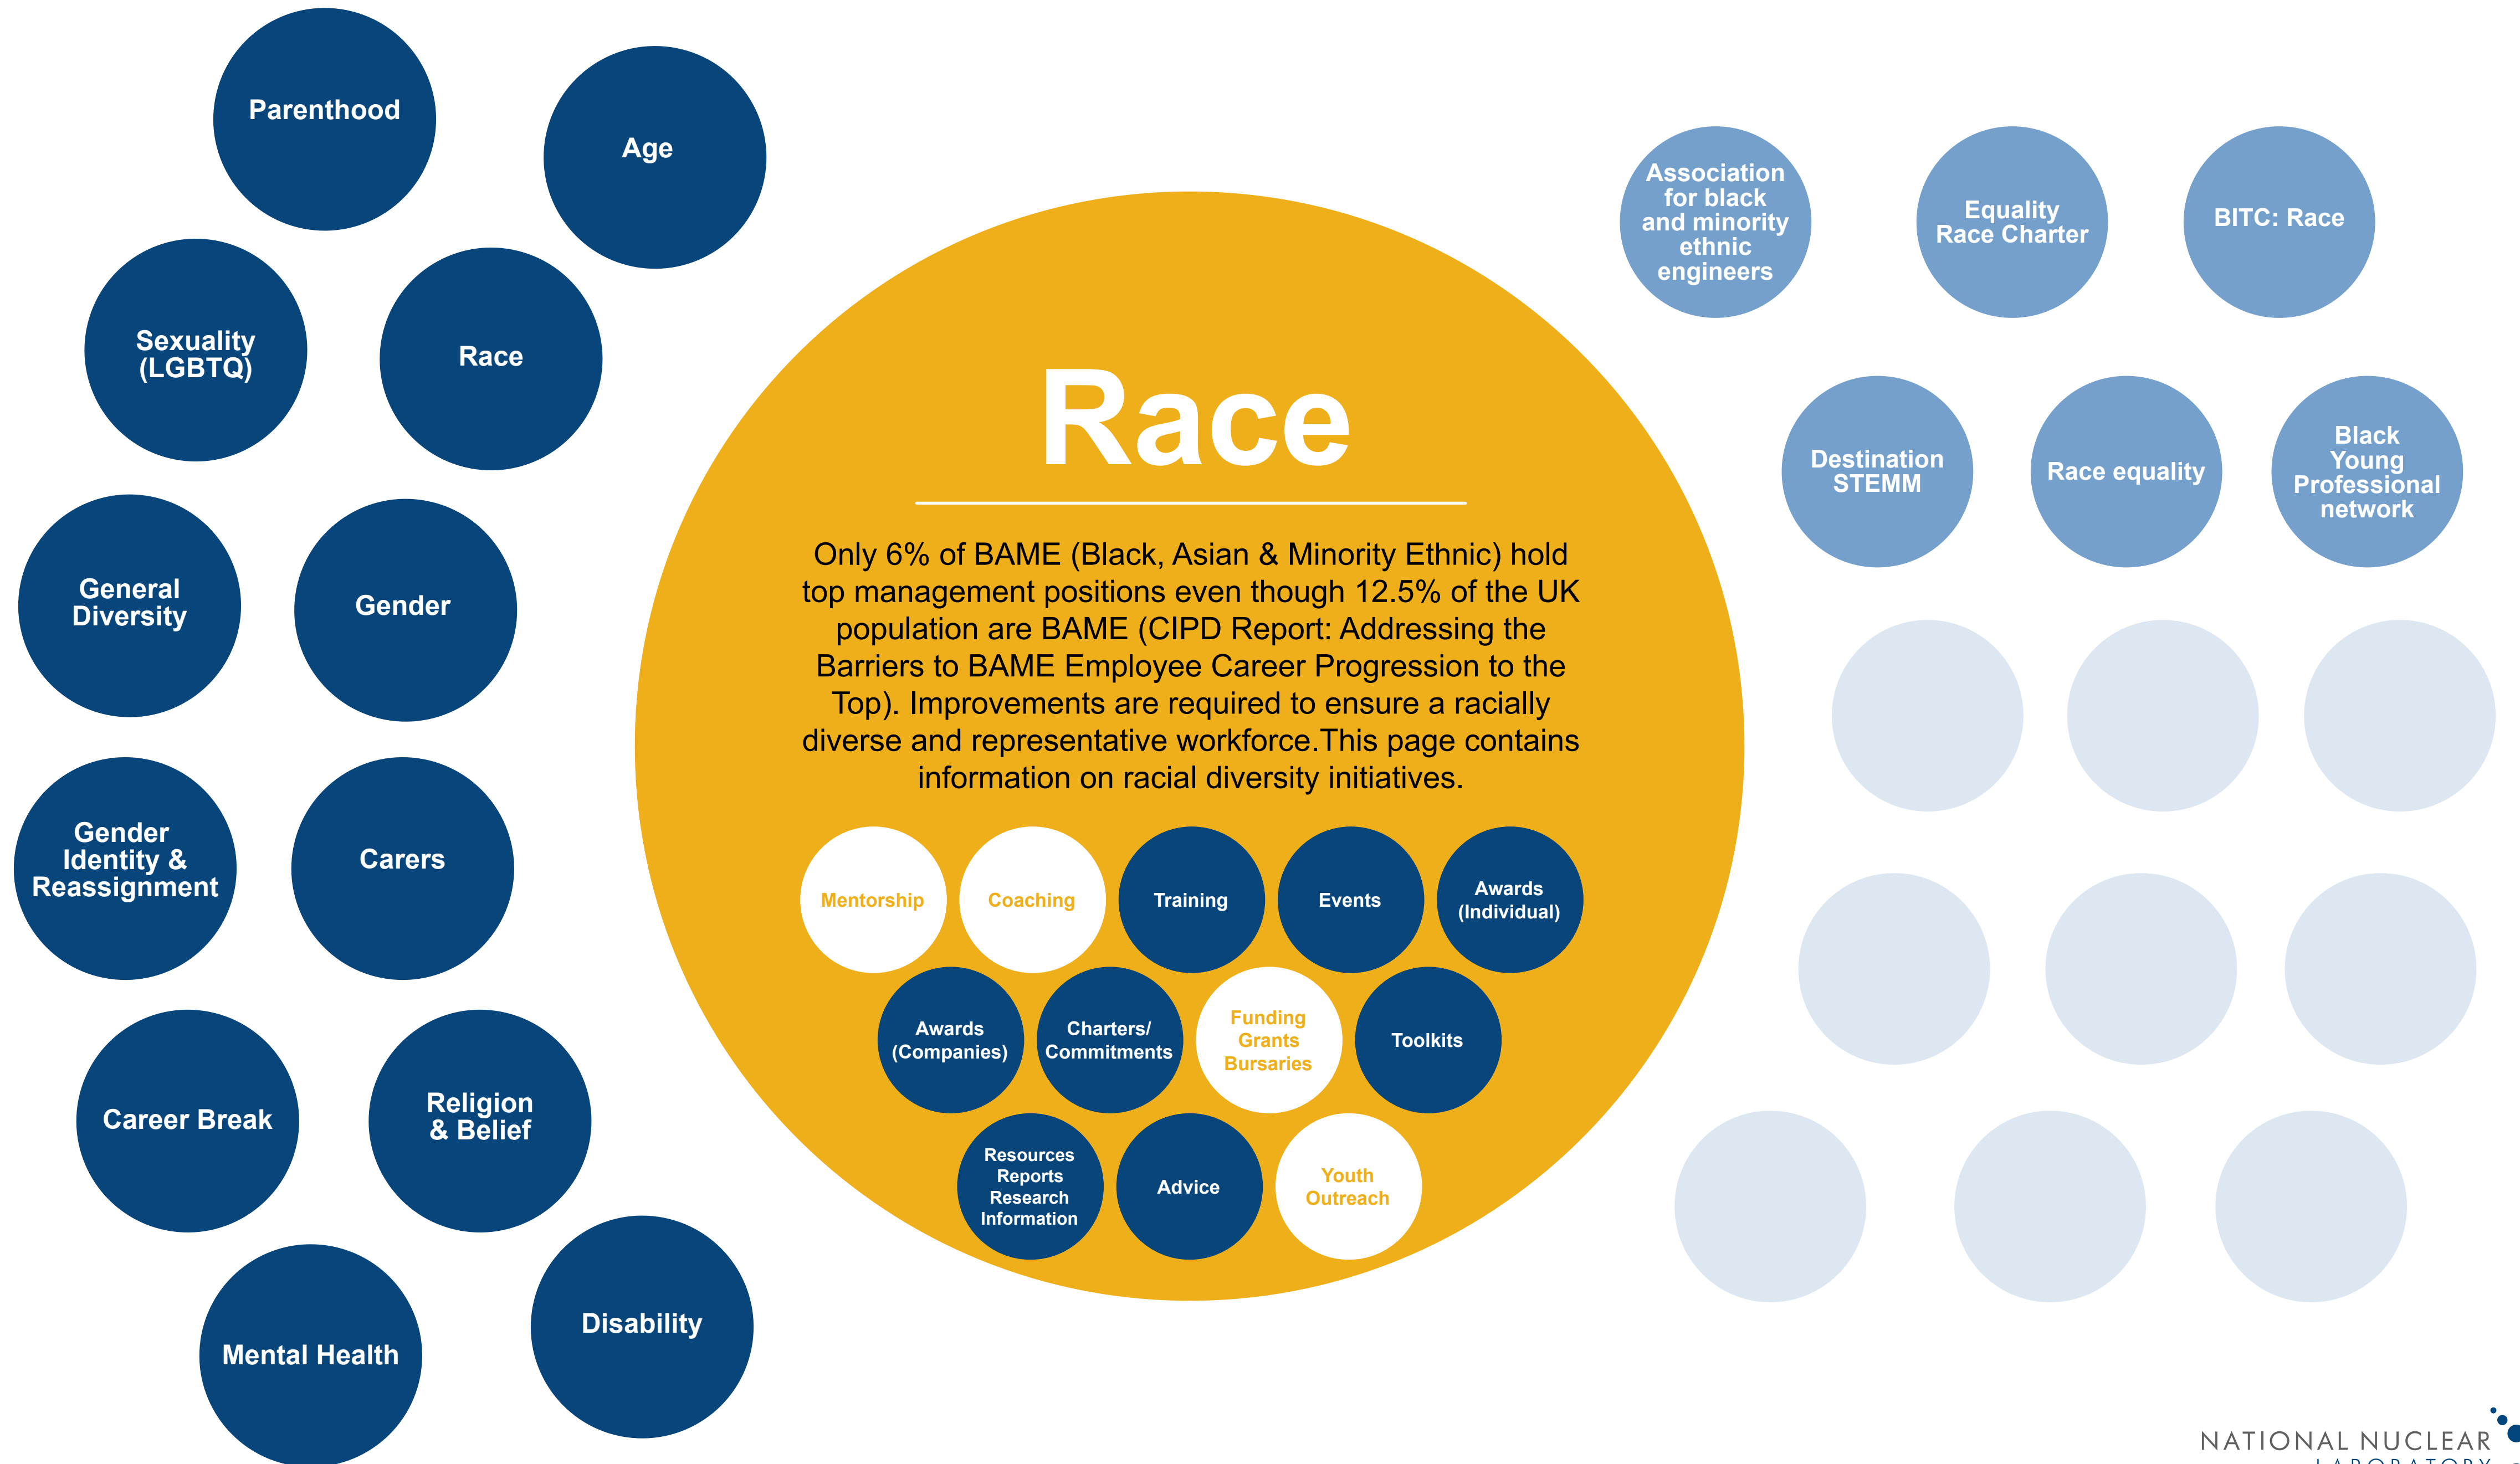 Parenthood
Age
Sexuality
(LGBTQ)
Race
General
Diversity
Gender
Gender
Identity &
Reassignment
Carers
Career Break
Religion
& Belief
Mental Health
Disability
Race
Only 6% of BAME (Black, Asian & Minority Ethnic) hold
top management positions even though 12.5% of the UK
population are BAME (CIPD Report: Addressing the
Barriers to BAME Employee Career Progression to the
Top). Improvements are required to ensure a racially
diverse and representative workforce.This page contains
information on racial diversity initiatives.
Mentorship
Coaching
Training
Events
Awards
(Individual)
Awards
(Companies)
Charters/
Commitments
Funding
Grants
Bursaries
Toolkits
Resources
Reports
Research
Information
Advice
Youth
Outreach
Association
for black
and minority
ethnic
engineers
Equality
Race Charter
BITC: Race
Destination
STEMM
Race equality
Black
Young
Professional
network
NATIONAL NUCLEAR
LABORATORY